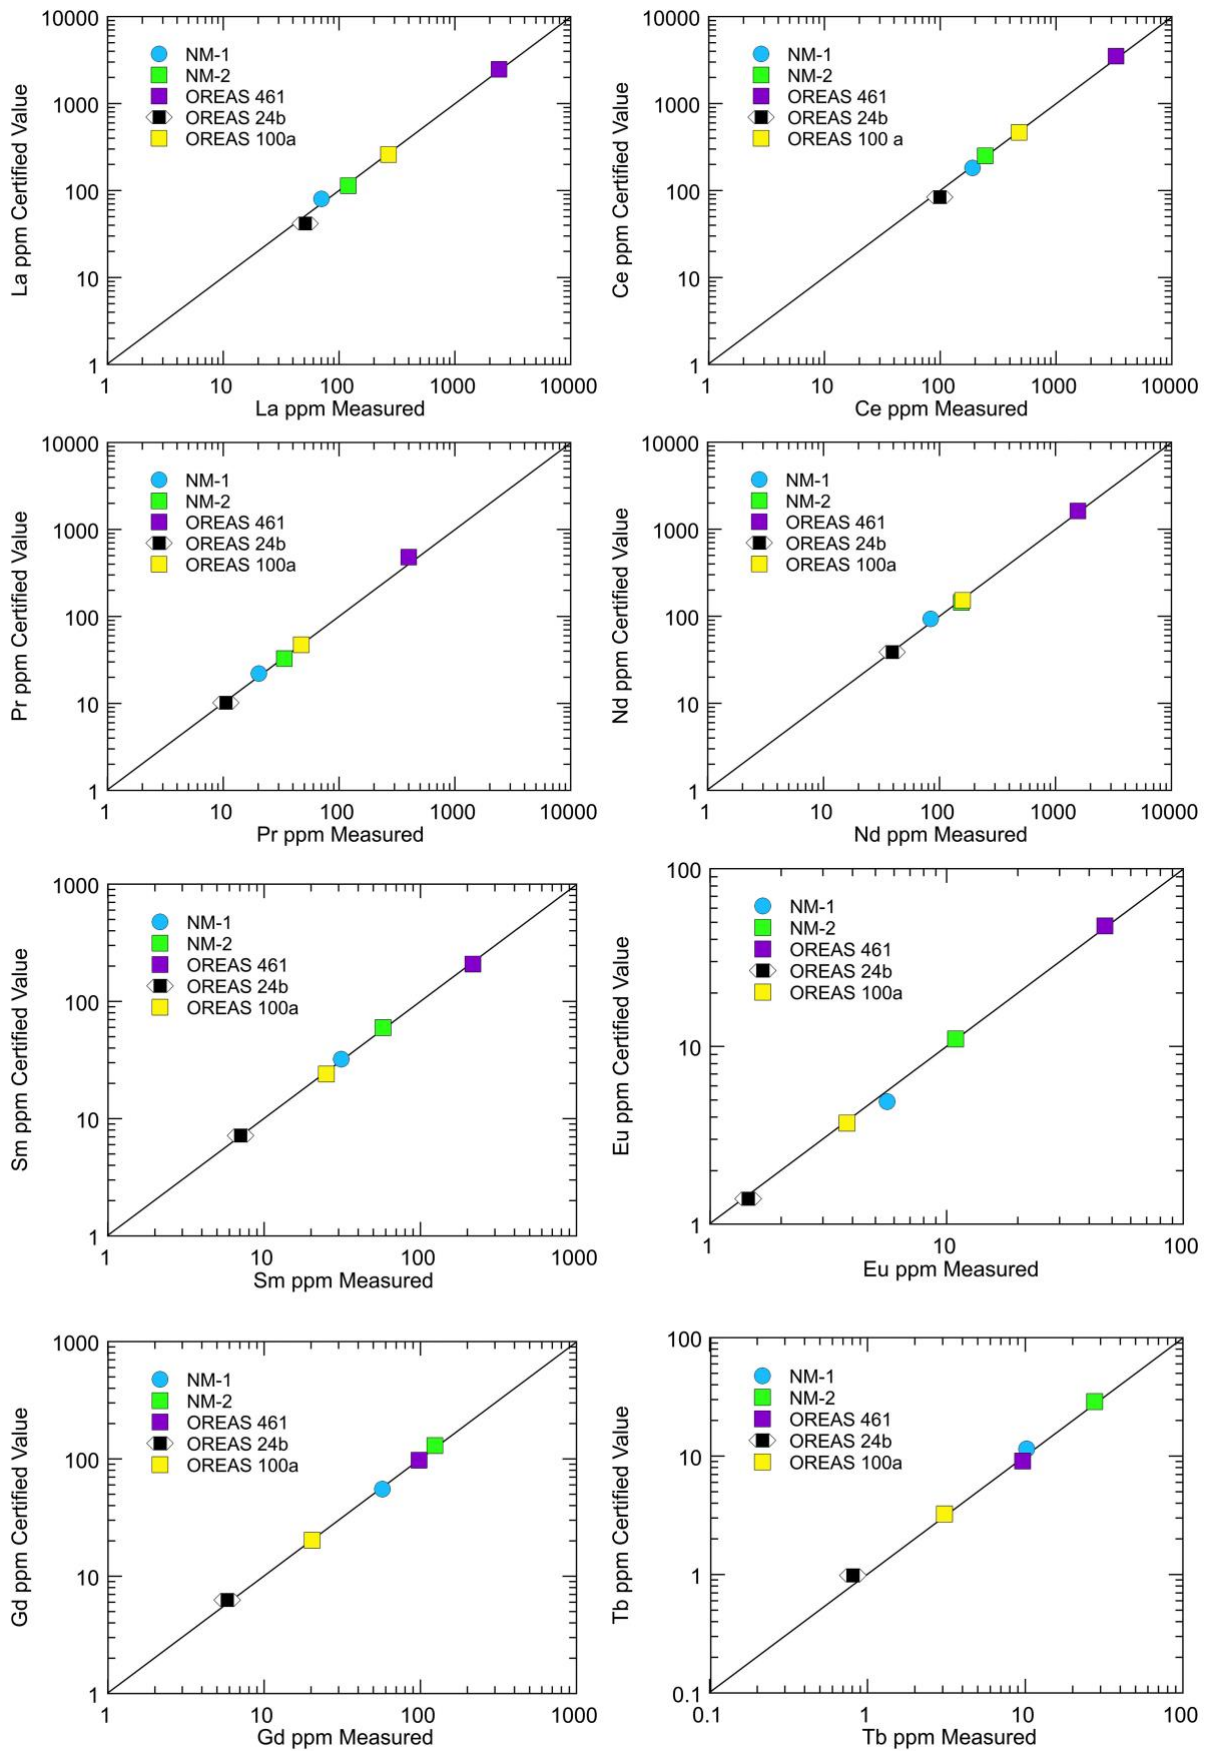 10000
1000
100
10
1
La ppm Certified Value
NM-1
NM-2
OREAS 461
OREAS 24b
OREAS 100a
1 10 100 1000 10000
La ppm Measured
10000
1000
100
10
1
Ce ppm Certified Value
NM-1
NM-2
OREAS 461
OREAS 24b
OREAS 100 a
1 10 100 1000 10000
Ce ppm Measured
10000
1000
100
10
1
Pr ppm Certified Value
NM-1
NM-2
OREAS 461
OREAS 24b
OREAS 100a
1 10 100 1000 10000
Pr ppm Measured
10000
1000
100
10
1
Nd ppm Certified Value
NM-1
NM-2
OREAS 461
OREAS 24b
OREAS 100a
1 10 100 1000 10000
Nd ppm Measured
1000
100
10
1
Sm ppm Certified Value
NM-1
NM-2
OREAS 461
OREAS 24b
OREAS 100a
1 10 100 1000
Sm ppm Measured
100
10
1
Eu ppm Certified Value
NM-1
NM-2
OREAS 461
OREAS 24b
OREAS 100a
1 10 100
Eu ppm Measured
1000
100
10
1
Gd ppm Certified Value
NM-1
NM-2
OREAS 461
OREAS 24b
OREAS 100a
1 10 100 1000
Gd ppm Measured
100
10
1
0.1
Tb ppm Certified Value
NM-1
NM-2
OREAS 461
OREAS 24b
OREAS 100a
0.1 1 10 100
Tb ppm Measured